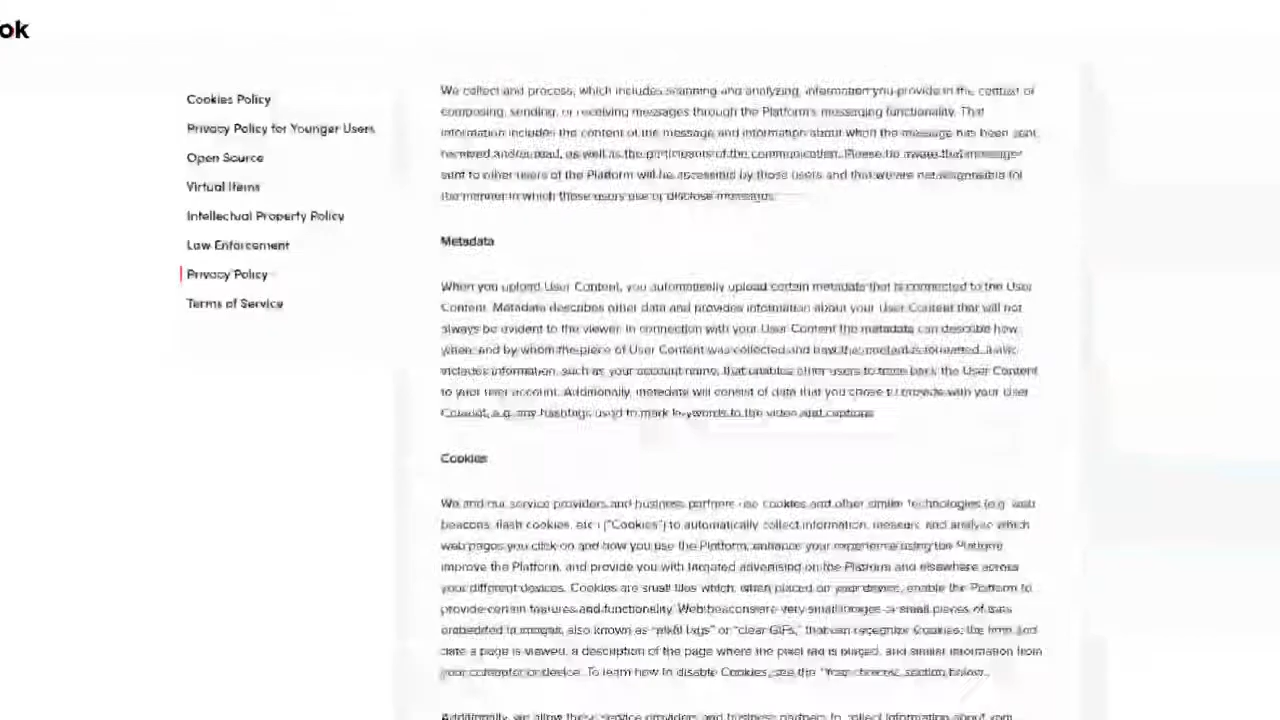 ok
Cookies Policy
Privacy Policy for Younger Users
Open Source
Virtual Items
Intellectual Property Policy
Law Enforcement
Privacy Policy
Terms of Service
We collect and process, which includes scanning and analyzing, information you provide in the context of
composing, sending, or receiving messages through the Platform's messaging functionality. That
information includes the content of the message and information about when the message has been sent,
received and/or read, as well as the participants of the communication. Please be aware that messages
sent to other users of the Platform will be accessible by those users and that we are not responsible for
the manner in which those users use or disclose messages.
Metadata
When you upload User Content, you automatically upload certain metadata that is connected to the User
Content. Metadata describes other data and provides information about your User Content that will not
always be evident to the viewer. In connection with your User Content the metadata can describe how,
when, and by whom the piece of User Content was collected and how that content is formatted. It also
includes information, such as your account name, that enables other users to trace back the User Content
to your user account. Additionally, metadata will consist of data that you chose to provide with your User
Content, e.g. any hashtags used to mark keywords to the video and captions.
Cookies
We and our service providers and business partners use cookies and other similar technologies (e.g. web
beacons, flash cookies, etc.) ("Cookies") to automatically collect information, measure and analyze which
web pages you click on and how you use the Platform, enhance your experience using the Platform,
improve the Platform, and provide you with targeted advertising on the Platform and elsewhere across
your different devices. Cookies are small files which, when placed on your device, enable the Platform to
provide certain features and functionality. Web beacons are very small images or small pieces of data
embedded in images, also known as "pixel tags" or "clear GIFs," that can recognize Cookies, the time and
date a page is viewed, a description of the page where the pixel tag is placed, and similar information from
your computer or device. To learn how to disable Cookies, see the "Your choices" section below.
Additionally, we allow these service providers and business partners to collect information about your